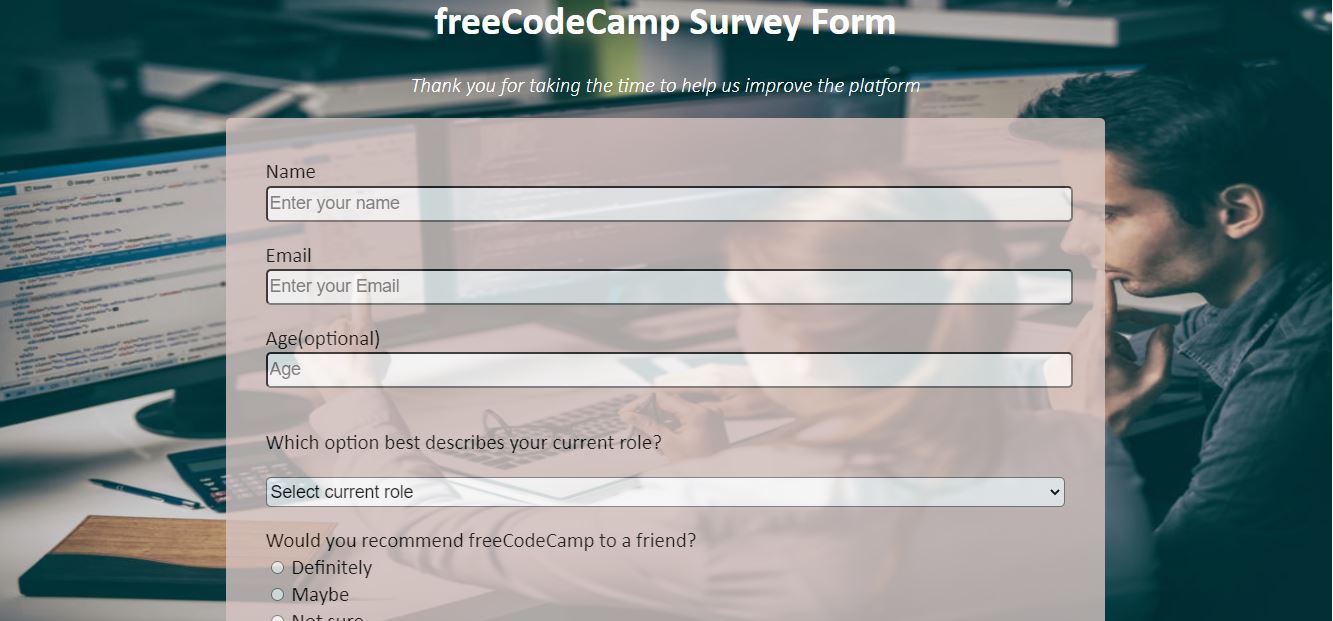 freeCodeCamp Survey Form
Thank you for taking the time to help us improve the platform
Name
Enter your name
Email
Enter your Email
Age(optional)
Age
Which option best describes your current role?
Select current role
Would you recommend freeCodeCamp to a friend?
Definitely
Maybe
Not sure